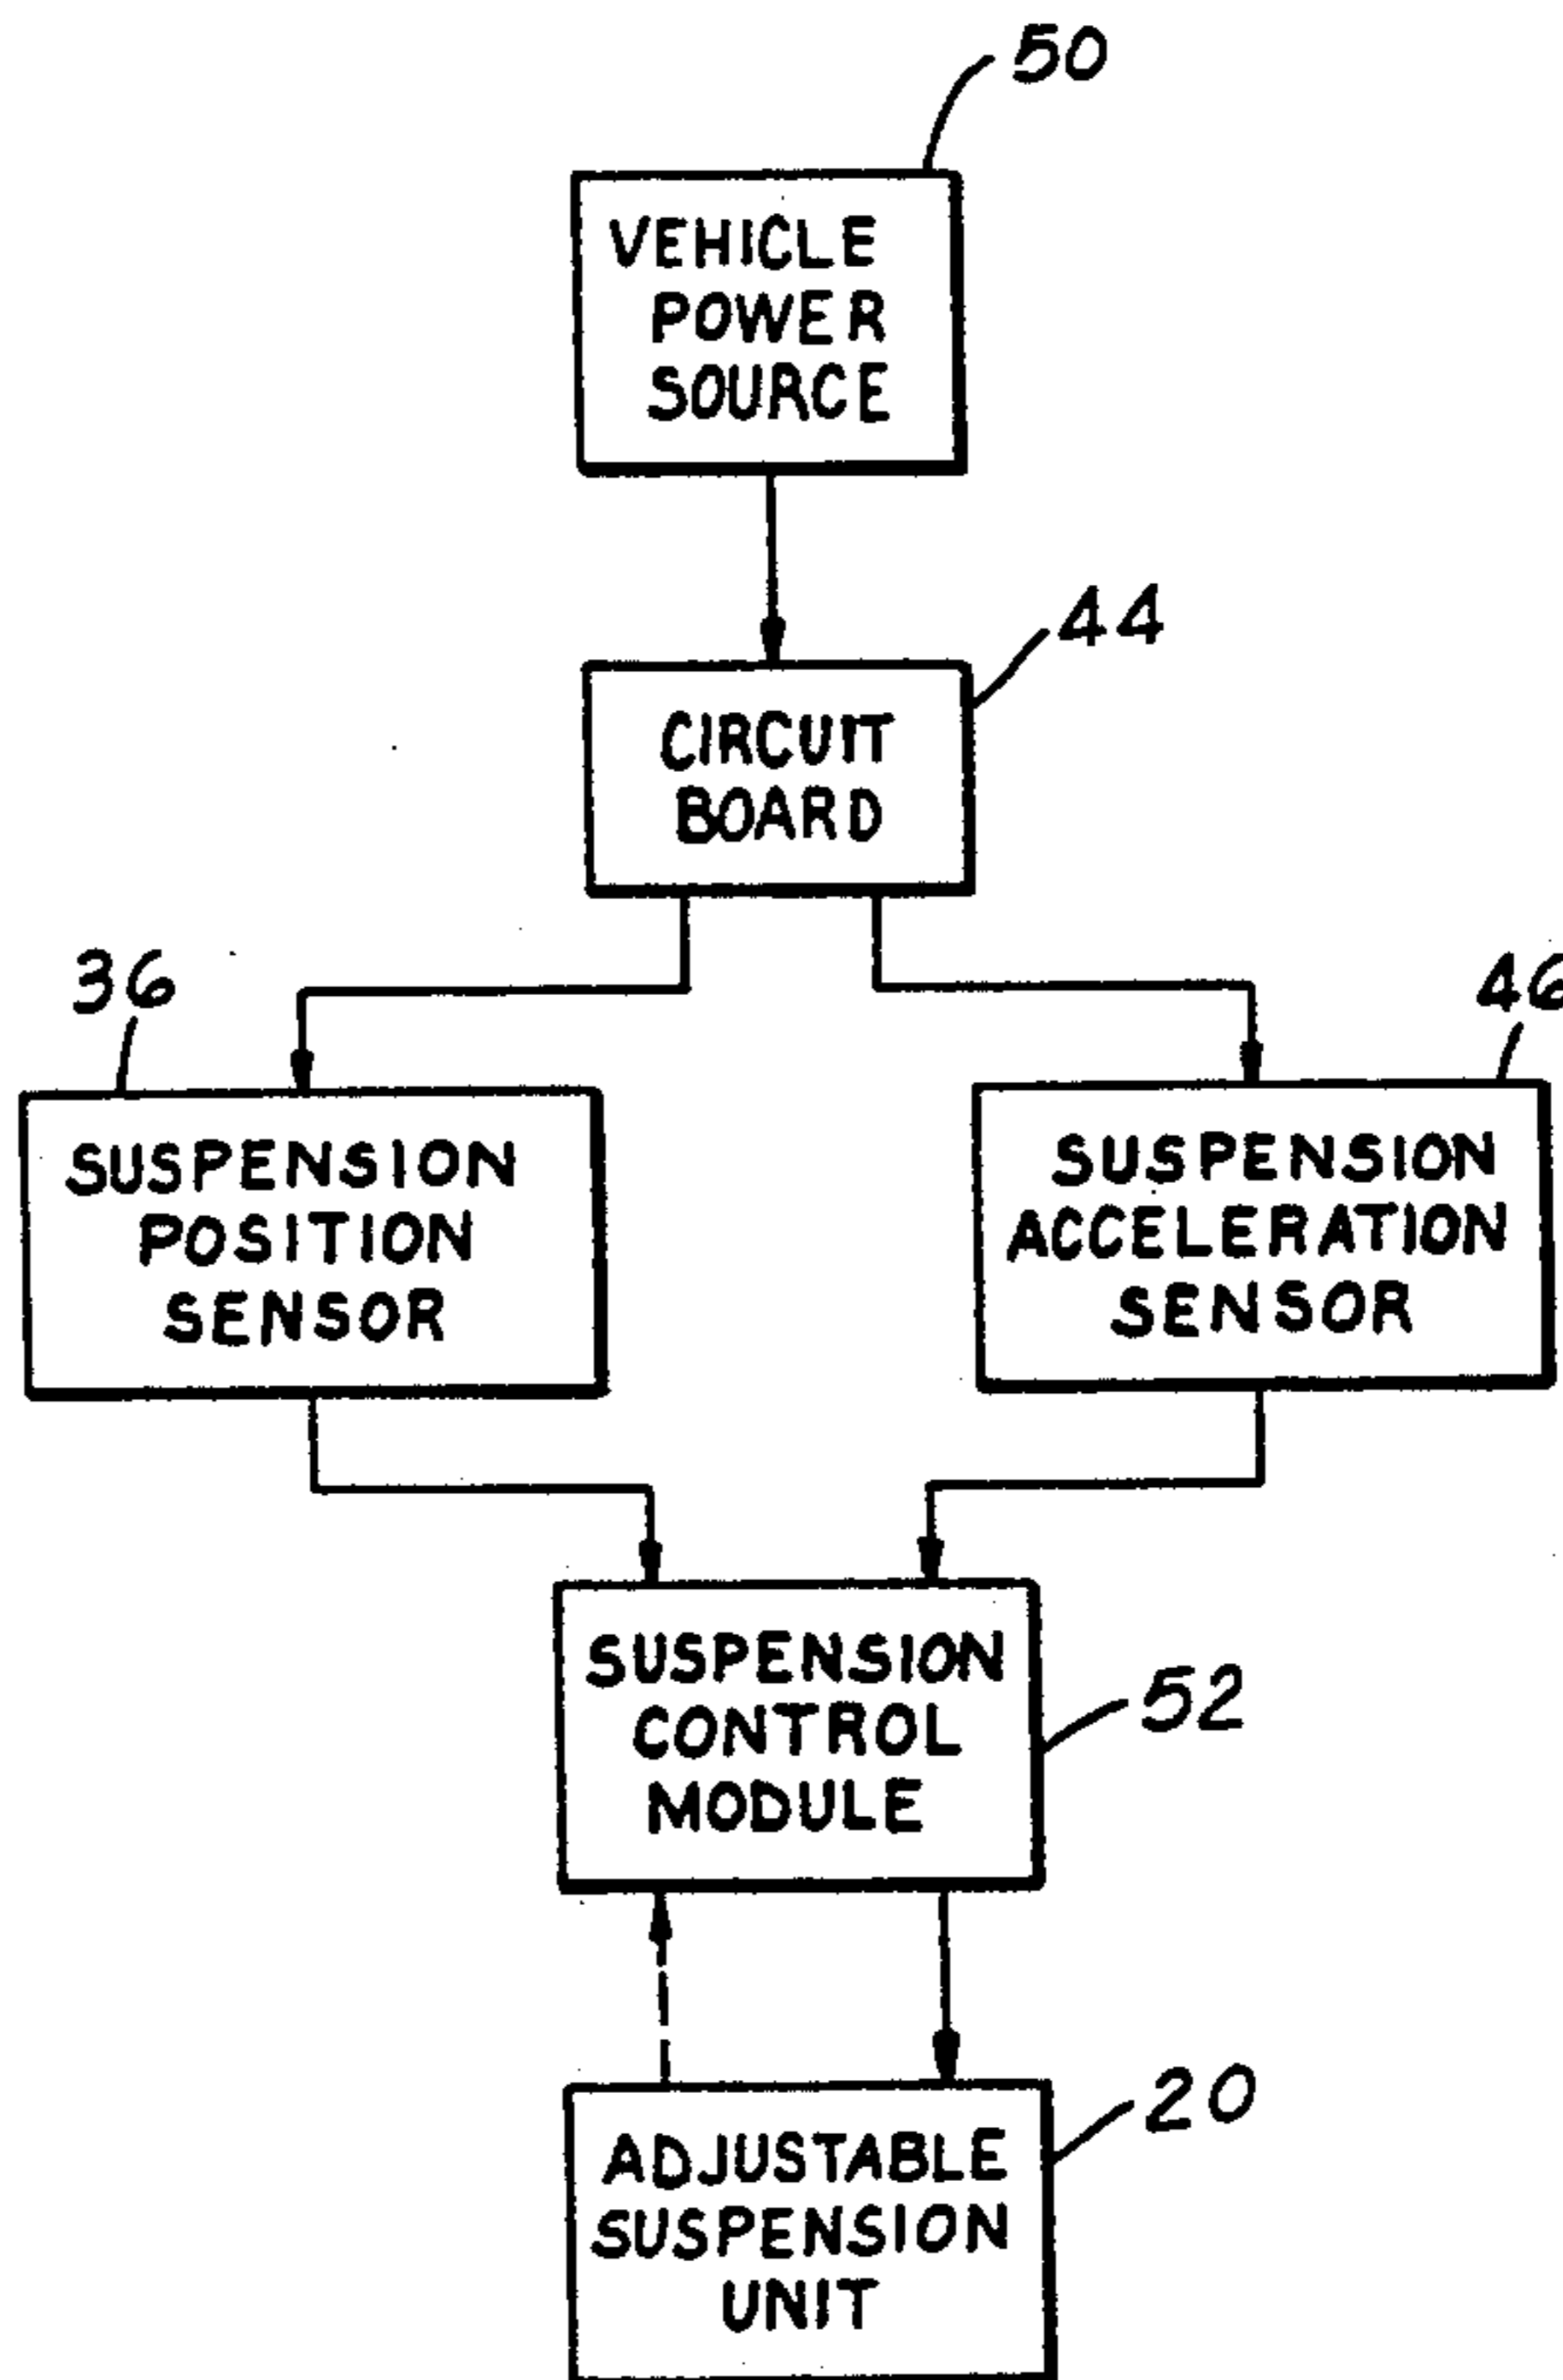 50
VEHICLE
POWER
SOURCE
44
CIRCUIT
BOARD
36
46
SUSPENSION
POSITION
SENSOR
SUSPENSION
ACCELERATION
SENSOR
SUSPENSION
CONTROL
MODULE
52
20
ADJUSTABLE
SUSPENSION
UNIT